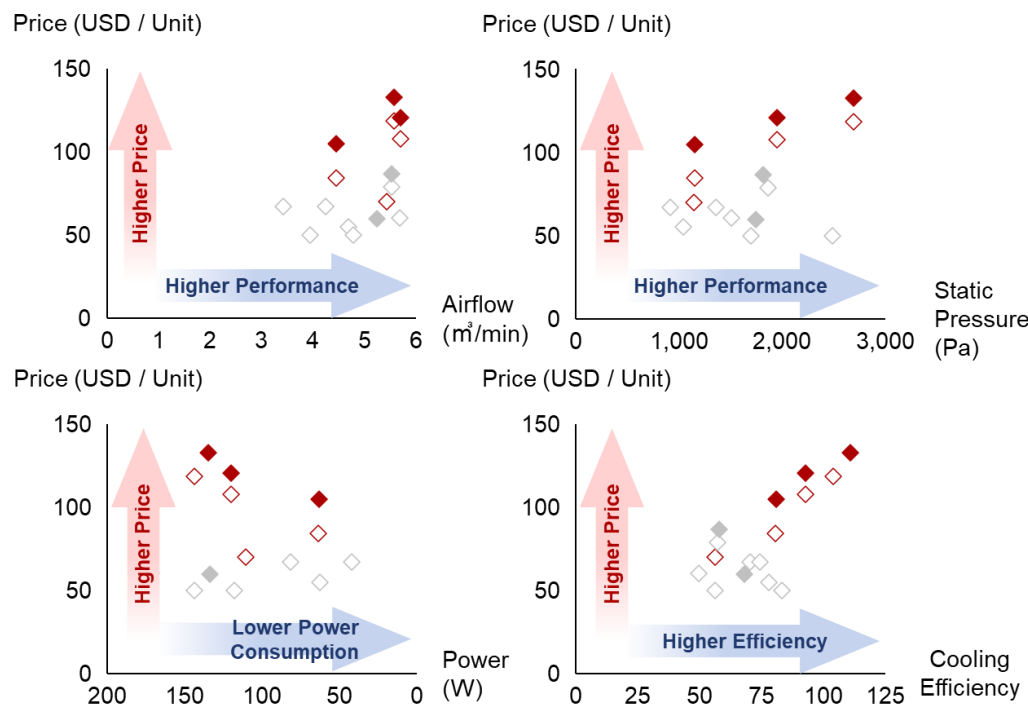 Price (USD / Unit)
150
100
50
0
Higher Price
Higher Performance
0
1
2
3
4
5
6
Airflow
(㎥/min)
Price (USD / Unit)
150
100
50
0
Higher Price
Higher Performance
0
1,000
2,000
3,000
Static
Pressure
(Pa)
Price (USD / Unit)
150
100
50
0
Higher Price
Lower Power
Consumption
200
150
100
50
0
Power
(W)
Price (USD / Unit)
150
100
50
0
Higher Price
Higher Efficiency
0
25
50
75
100
125
Cooling
Efficiency